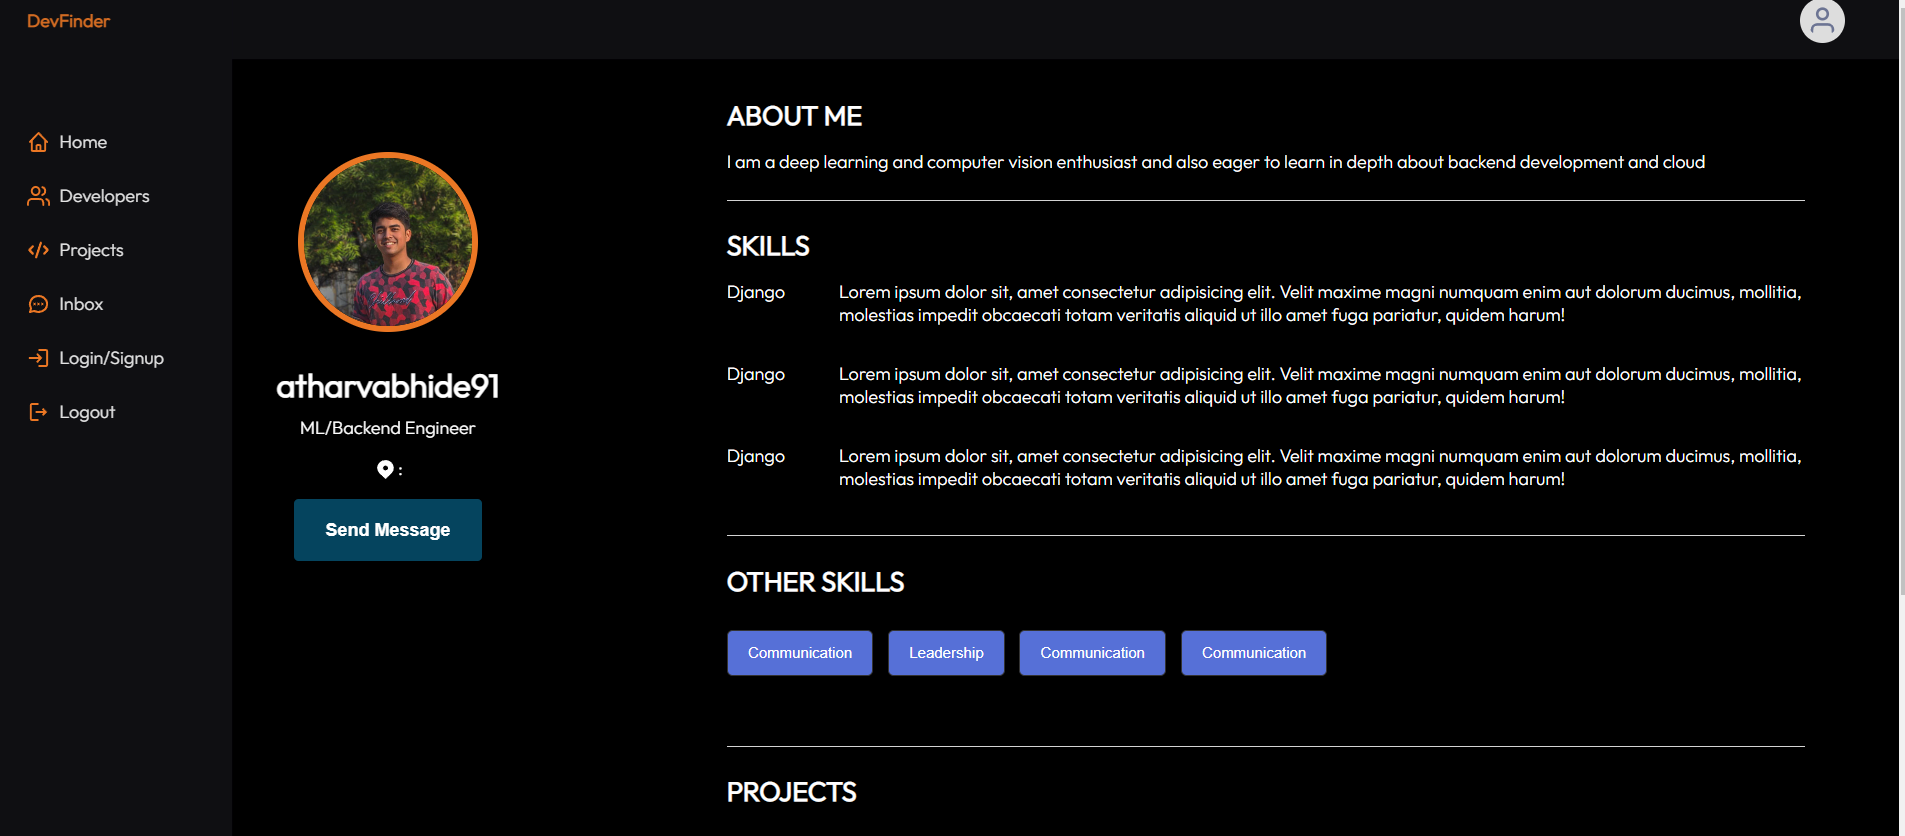 DevFinder
Home
Developers
Projects
Inbox
Login/Signup
Logout
atharvabhide91
ML/Backend Engineer
:
Send Message
ABOUT ME
I am a deep learning and computer vision enthusiast and also eager to learn in depth about backend development and cloud
SKILLS
Django
Lorem ipsum dolor sit, amet consectetur adipisicing elit. Velit maxime magni numquam enim aut dolorum ducimus, mollitia,
molestias impedit obcaecati totam veritatis aliquid ut illo amet fuga pariatur, quidem harum!
Django
Lorem ipsum dolor sit, amet consectetur adipisicing elit. Velit maxime magni numquam enim aut dolorum ducimus, mollitia,
molestias impedit obcaecati totam veritatis aliquid ut illo amet fuga pariatur, quidem harum!
Django
Lorem ipsum dolor sit, amet consectetur adipisicing elit. Velit maxime magni numquam enim aut dolorum ducimus, mollitia,
molestias impedit obcaecati totam veritatis aliquid ut illo amet fuga pariatur, quidem harum!
OTHER SKILLS
Communication Leadership Communication Communication
PROJECTS